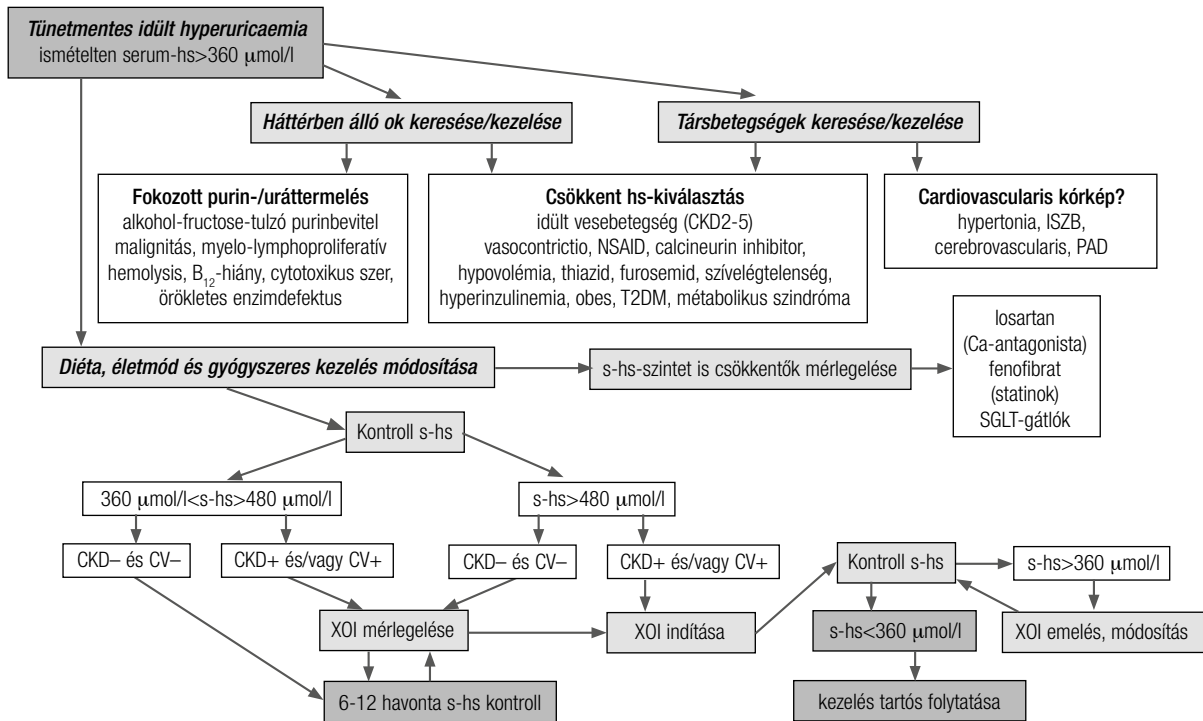 Tünetmentes idült hyperuricaemia
ismételten serum-hs>360 μmol/l
Háttérben álló ok keresése/kezelése
Társbetegségek keresése/kezelése
Fokozott purin-/uráttermelés
alkohol-fructose-tulzó purinbevitel
malignitás, myelo-lymphoproliferatív
hemolysis, B12-hiány, cytotoxikus szer,
örökletes enzimdefektus
Csökkent hs-kiválasztás
idült vesebetegség (CKD2-5)
vasocontrictio, NSAID, calcineurin inhibitor,
hypovolémia, thiazid, furosemid, szívelégtelenség,
hyperinzulinemia, obes, T2DM, métabolikus szindróma
Cardiovascularis kórkép?
hypertonia, ISZB,
cerebrovascularis, PAD
Diéta, életmód és gyógyszeres kezelés módosítása
s-hs-szintet is csökkentők mérlegelése
losartan
(Ca-antagonista)
fenofibrat
(statinok)
SGLT-gátlók
Kontroll s-hs
360 μmol/l<s-hs>480 μmol/l
s-hs>480 μmol/l
CKD– és CV–
CKD+ és/vagy CV+
CKD– és CV–
CKD+ és/vagy CV+
Kontroll s-hs
s-hs>360 μmol/l
XOI mérlegelése
XOI indítása
s-hs<360 μmol/l
XOI emelés, módosítás
6-12 havonta s-hs kontroll
kezelés tartós folytatása